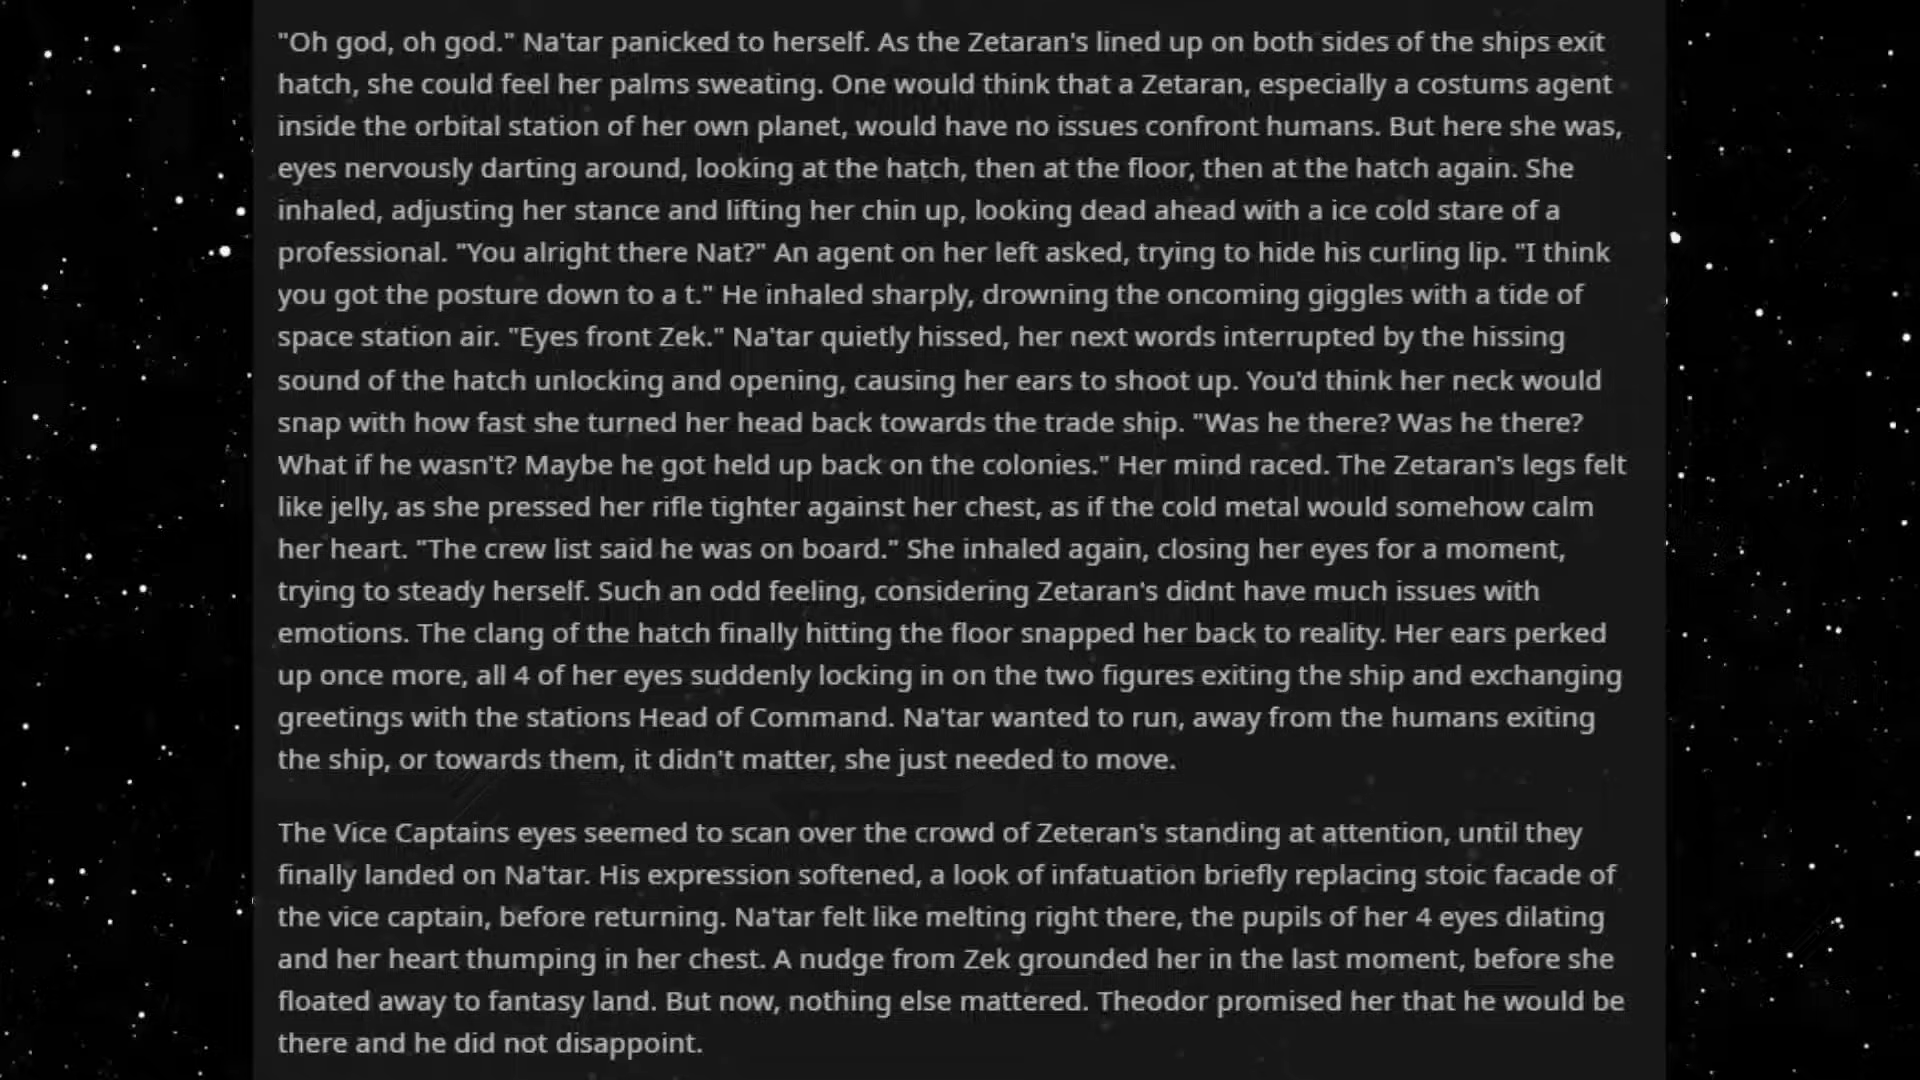 "Oh god, oh god." Na'tar panicked to herself. As the Zetaran's lined up on both sides of the ships exit
hatch, she could feel her palms sweating. One would think that a Zetaran, especially a costums agent
inside the orbital station of her own planet, would have no issues confront humans. But here she was,
eyes nervously darting around, looking at the hatch, then at the floor, then at the hatch again. She
inhaled, adjusting her stance and lifting her chin up, looking dead ahead with a ice cold stare of a
professional. "You alright there Nat?" An agent on her left asked, trying to hide his curling lip. "I think
you got the posture down to a t." He inhaled sharply, drowning the oncoming giggles with a tide of
space station air. "Eyes front Zek." Na'tar quietly hissed, her next words interrupted by the hissing
sound of the hatch unlocking and opening, causing her ears to shoot up. You'd think her neck would
snap with how fast she turned her head back towards the trade ship. "Was he there? Was he there?
What if he wasn't? Maybe he got held up back on the colonies." Her mind raced. The Zetaran's legs felt
like jelly, as she pressed her rifle tighter against her chest, as if the cold metal would somehow calm
her heart. "The crew list said he was on board." She inhaled again, closing her eyes for a moment,
trying to steady herself. Such an odd feeling, considering Zetaran's didnt have much issues with
emotions. The clang of the hatch finally hitting the floor snapped her back to reality. Her ears perked
up once more, all 4 of her eyes suddenly locking in on the two figures exiting the ship and exchanging
greetings with the stations Head of Command. Na'tar wanted to run, away from the humans exiting
the ship, or towards them, it didn't matter, she just needed to move.
The Vice Captains eyes seemed to scan over the crowd of Zeteran's standing at attention, until they
finally landed on Na'tar. His expression softened, a look of infatuation briefly replacing stoic facade of
the vice captain, before returning. Na'tar felt like melting right there, the pupils of her 4 eyes dilating
and her heart thumping in her chest. A nudge from Zek grounded her in the last moment, before she
floated away to fantasy land. But now, nothing else mattered. Theodor promised her that he would be
there and he did not disappoint.